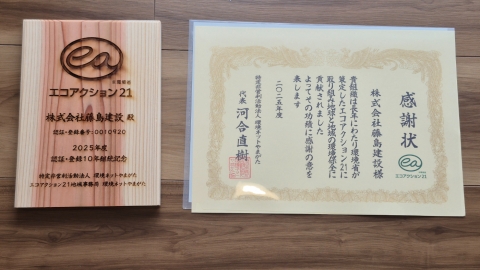 ea
エコアクション21
株式会社藤島建設 殿
認証・登録番号:0010920
2025年度
認証・登録10年継続記念
特定非営利活動法人 環境ネットやまがた
エコアクション21地域事務局 環境ネットやまがた
感謝状
ea
エコアクション21
株式会社藤島建設様
貴組織は長年にわたり環境省が
策定したエコアクション21に
取り組み地球と地域の環境保全に
貢献されました
よってその功績に感謝の意を
表します
二〇二五年度
特定非営利活動法人 環境ネットやまがた
代表 河合直樹